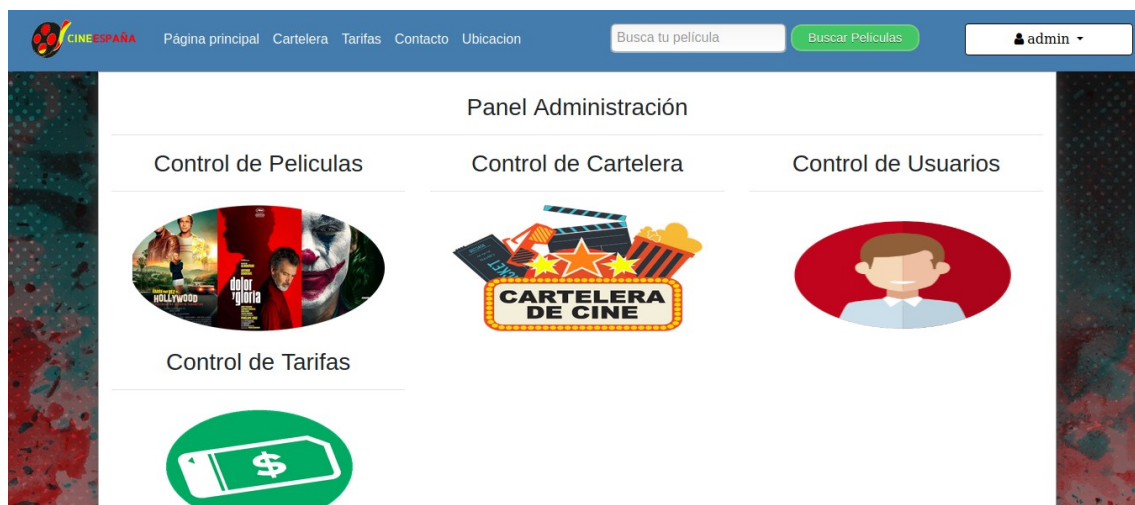 CINEESPAÑA
Página principal Cartelera Tarifas Contacto Ubicacion
Busca tu película
Buscar Peliculas
admin
Panel Administración
Control de Peliculas
Control de Cartelera
Control de Usuarios
HOLLYWOOD
dolor
y gloria
TICKET
CARTELERA
DE CINE
Control de Tarifas
$